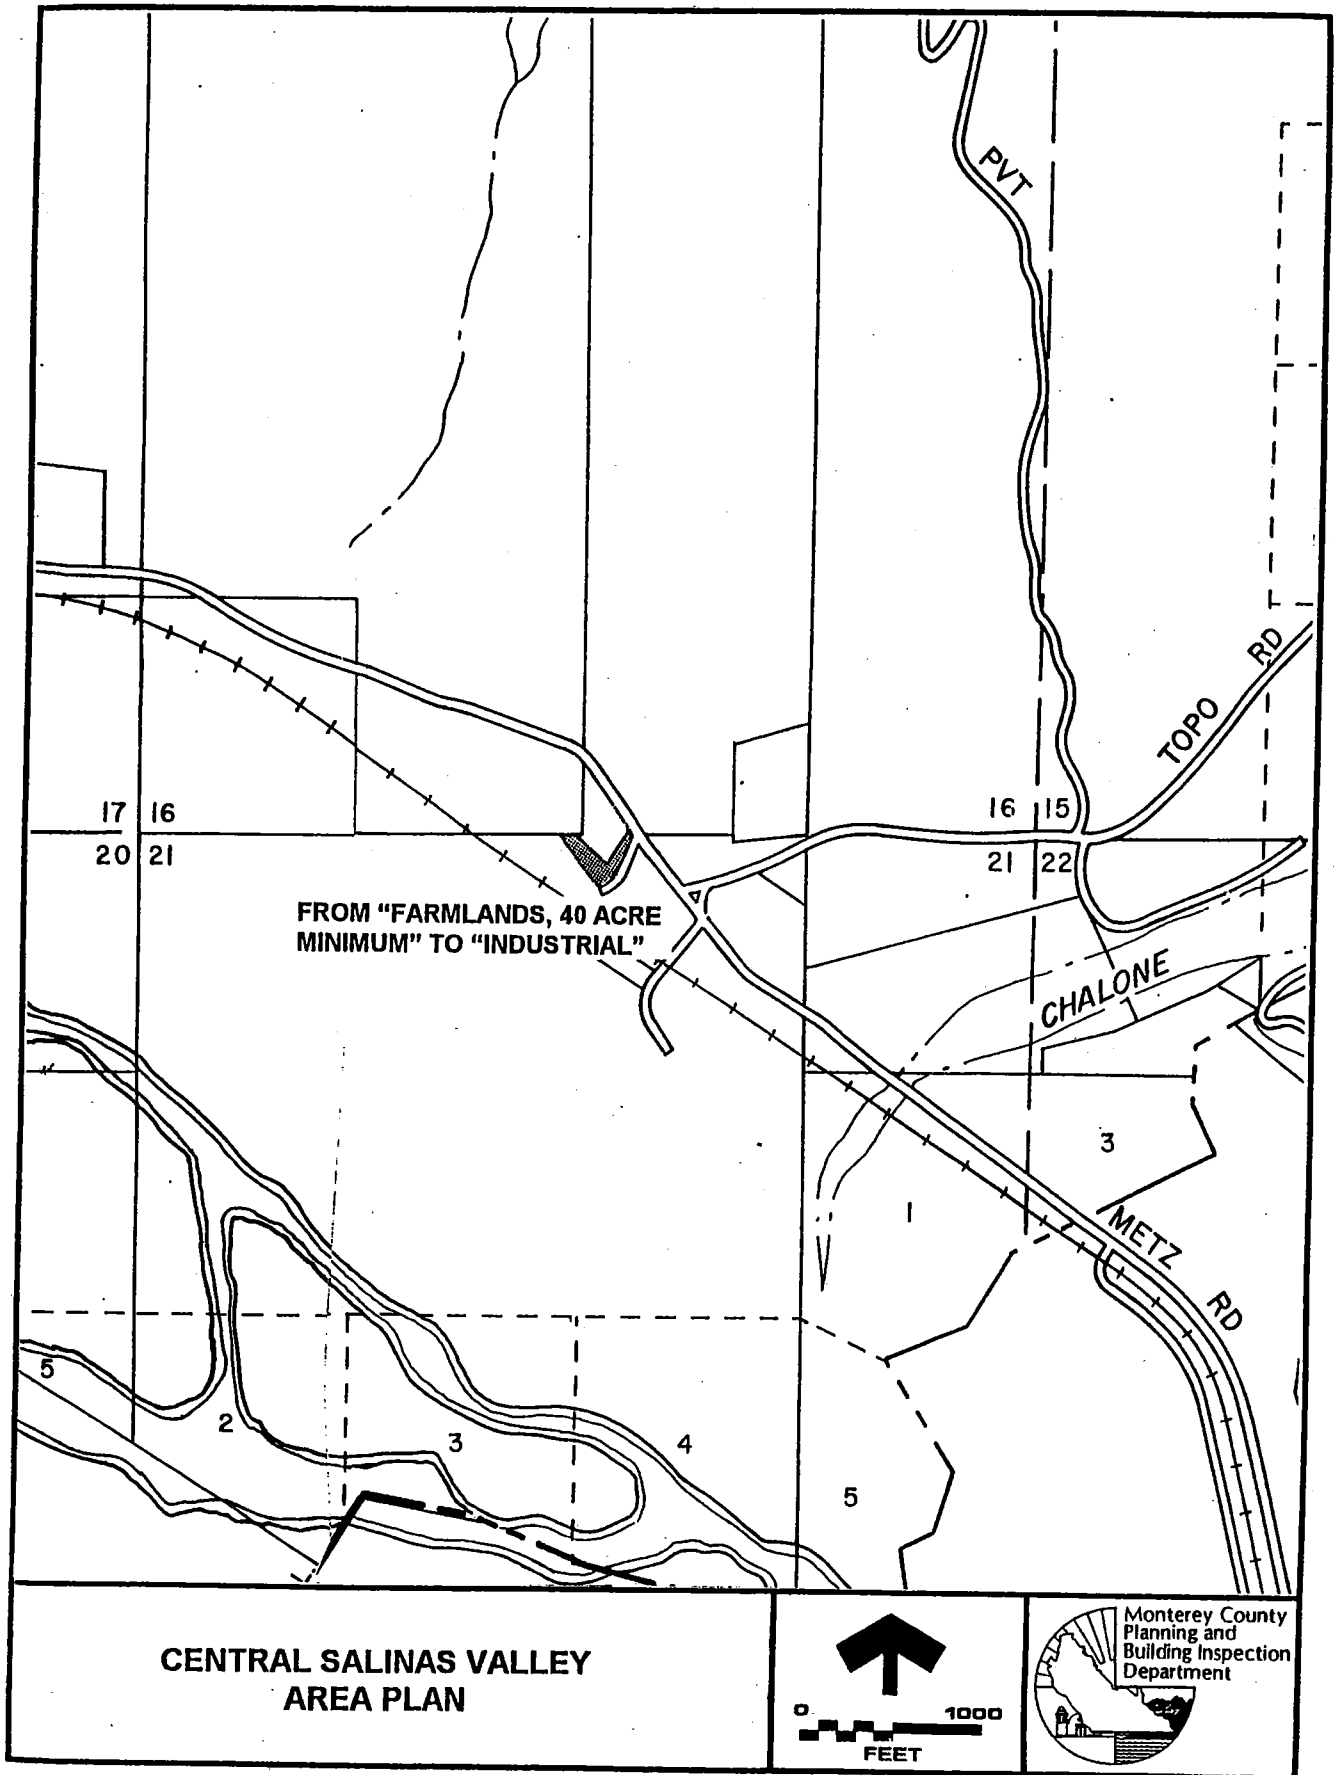 PVT
TOPO RD
17 16
20 21
16 15
21 22
FROM “FARMLANDS, 40 ACRE
MINIMUM” TO “INDUSTRIAL”
CHALONE
3
1
METZ RD
5
2
3
4
5
CENTRAL SALINAS VALLEY
AREA PLAN
0 1000
FEET
Monterey County
Planning and
Building Inspection
Department